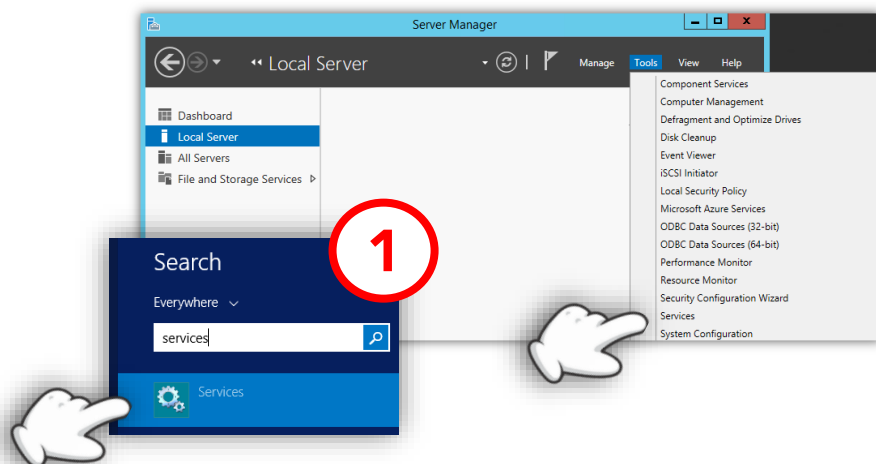 Server Manager
Local Server
Manage Tools View Help
Dashboard
Local Server
All Servers
File and Storage Services
Component Services
Computer Management
Defragment and Optimize Drives
Disk Cleanup
Event Viewer
iSCSI Initiator
Local Security Policy
Microsoft Azure Services
ODBC Data Sources (32-bit)
ODBC Data Sources (64-bit)
Performance Monitor
Resource Monitor
Security Configuration Wizard
Services
System Configuration
1
Search
Everywhere
services
Services